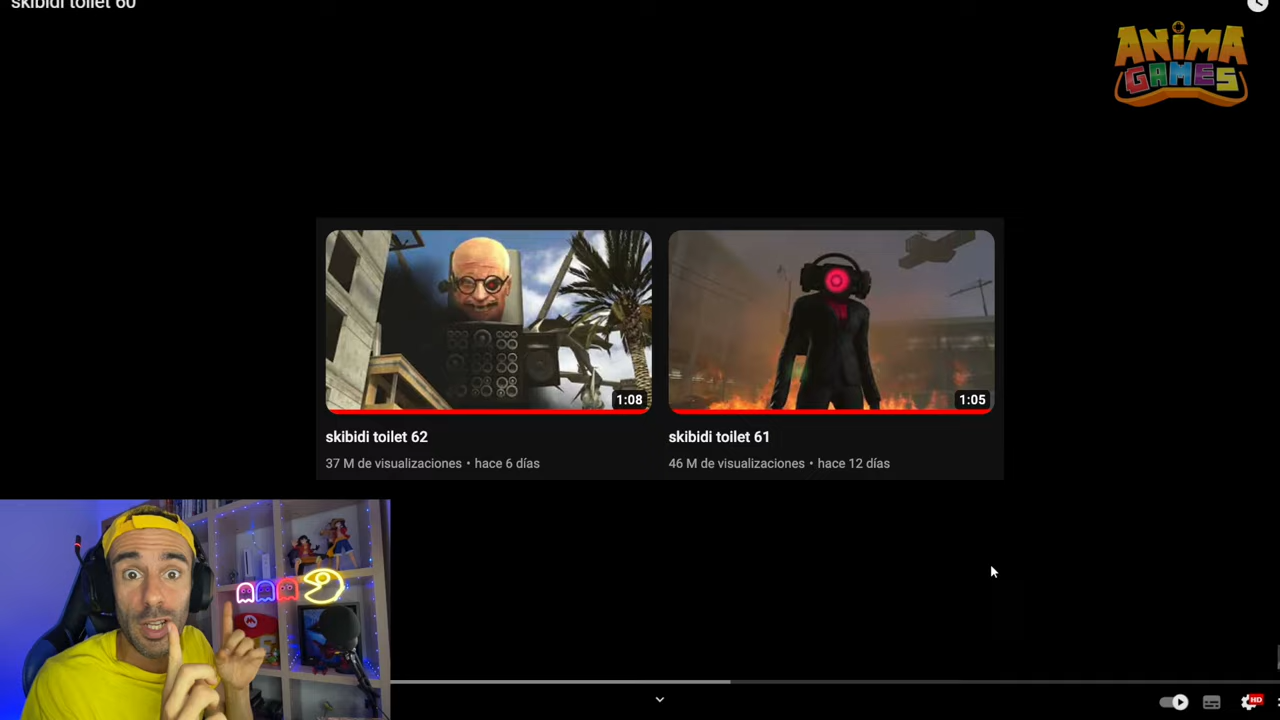 skibidi toilet 60
ANIMA
GAMES
1:08
1:05
skibidi toilet 62
skibidi toilet 61
37 M de visualizaciones • hace 6 días
46 M de visualizaciones • hace 12 días
HD